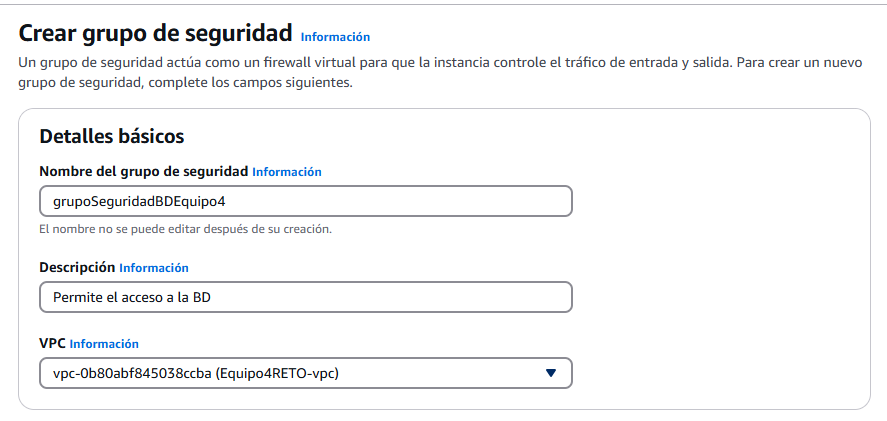 Crear grupo de seguridad Información
Un grupo de seguridad actúa como un firewall virtual para que la instancia controle el tráfico de entrada y salida. Para crear un nuevo
grupo de seguridad, complete los campos siguientes.
Detalles básicos
Nombre del grupo de seguridad Información
grupoSeguridadBDEquipo4
El nombre no se puede editar después de su creación.
Descripción Información
Permite el acceso a la BD
VPC Información
vpc-0b80abf845038ccba (Equipo4RETO-vpc)